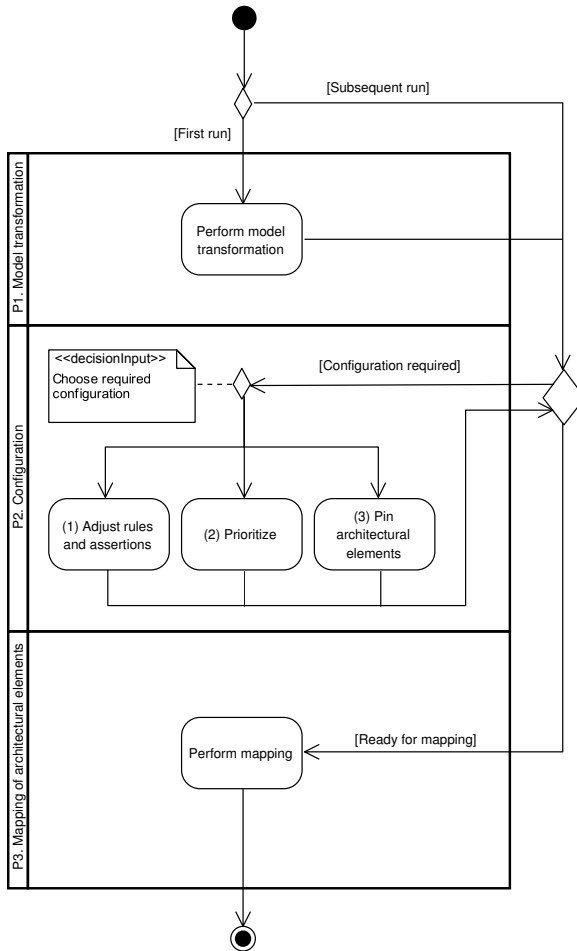 [Subsequent run]
[First run]
P1. Model transformation
Perform model
transformation
P2. Configuration
<<decisionInput>>
Choose required
configuration
[Configuration required]
(1) Adjust rules
and assertions
(2) Prioritize
(3) Pin
architectural
elements
P3. Mapping of architectural elements
[Ready for mapping]
Perform mapping